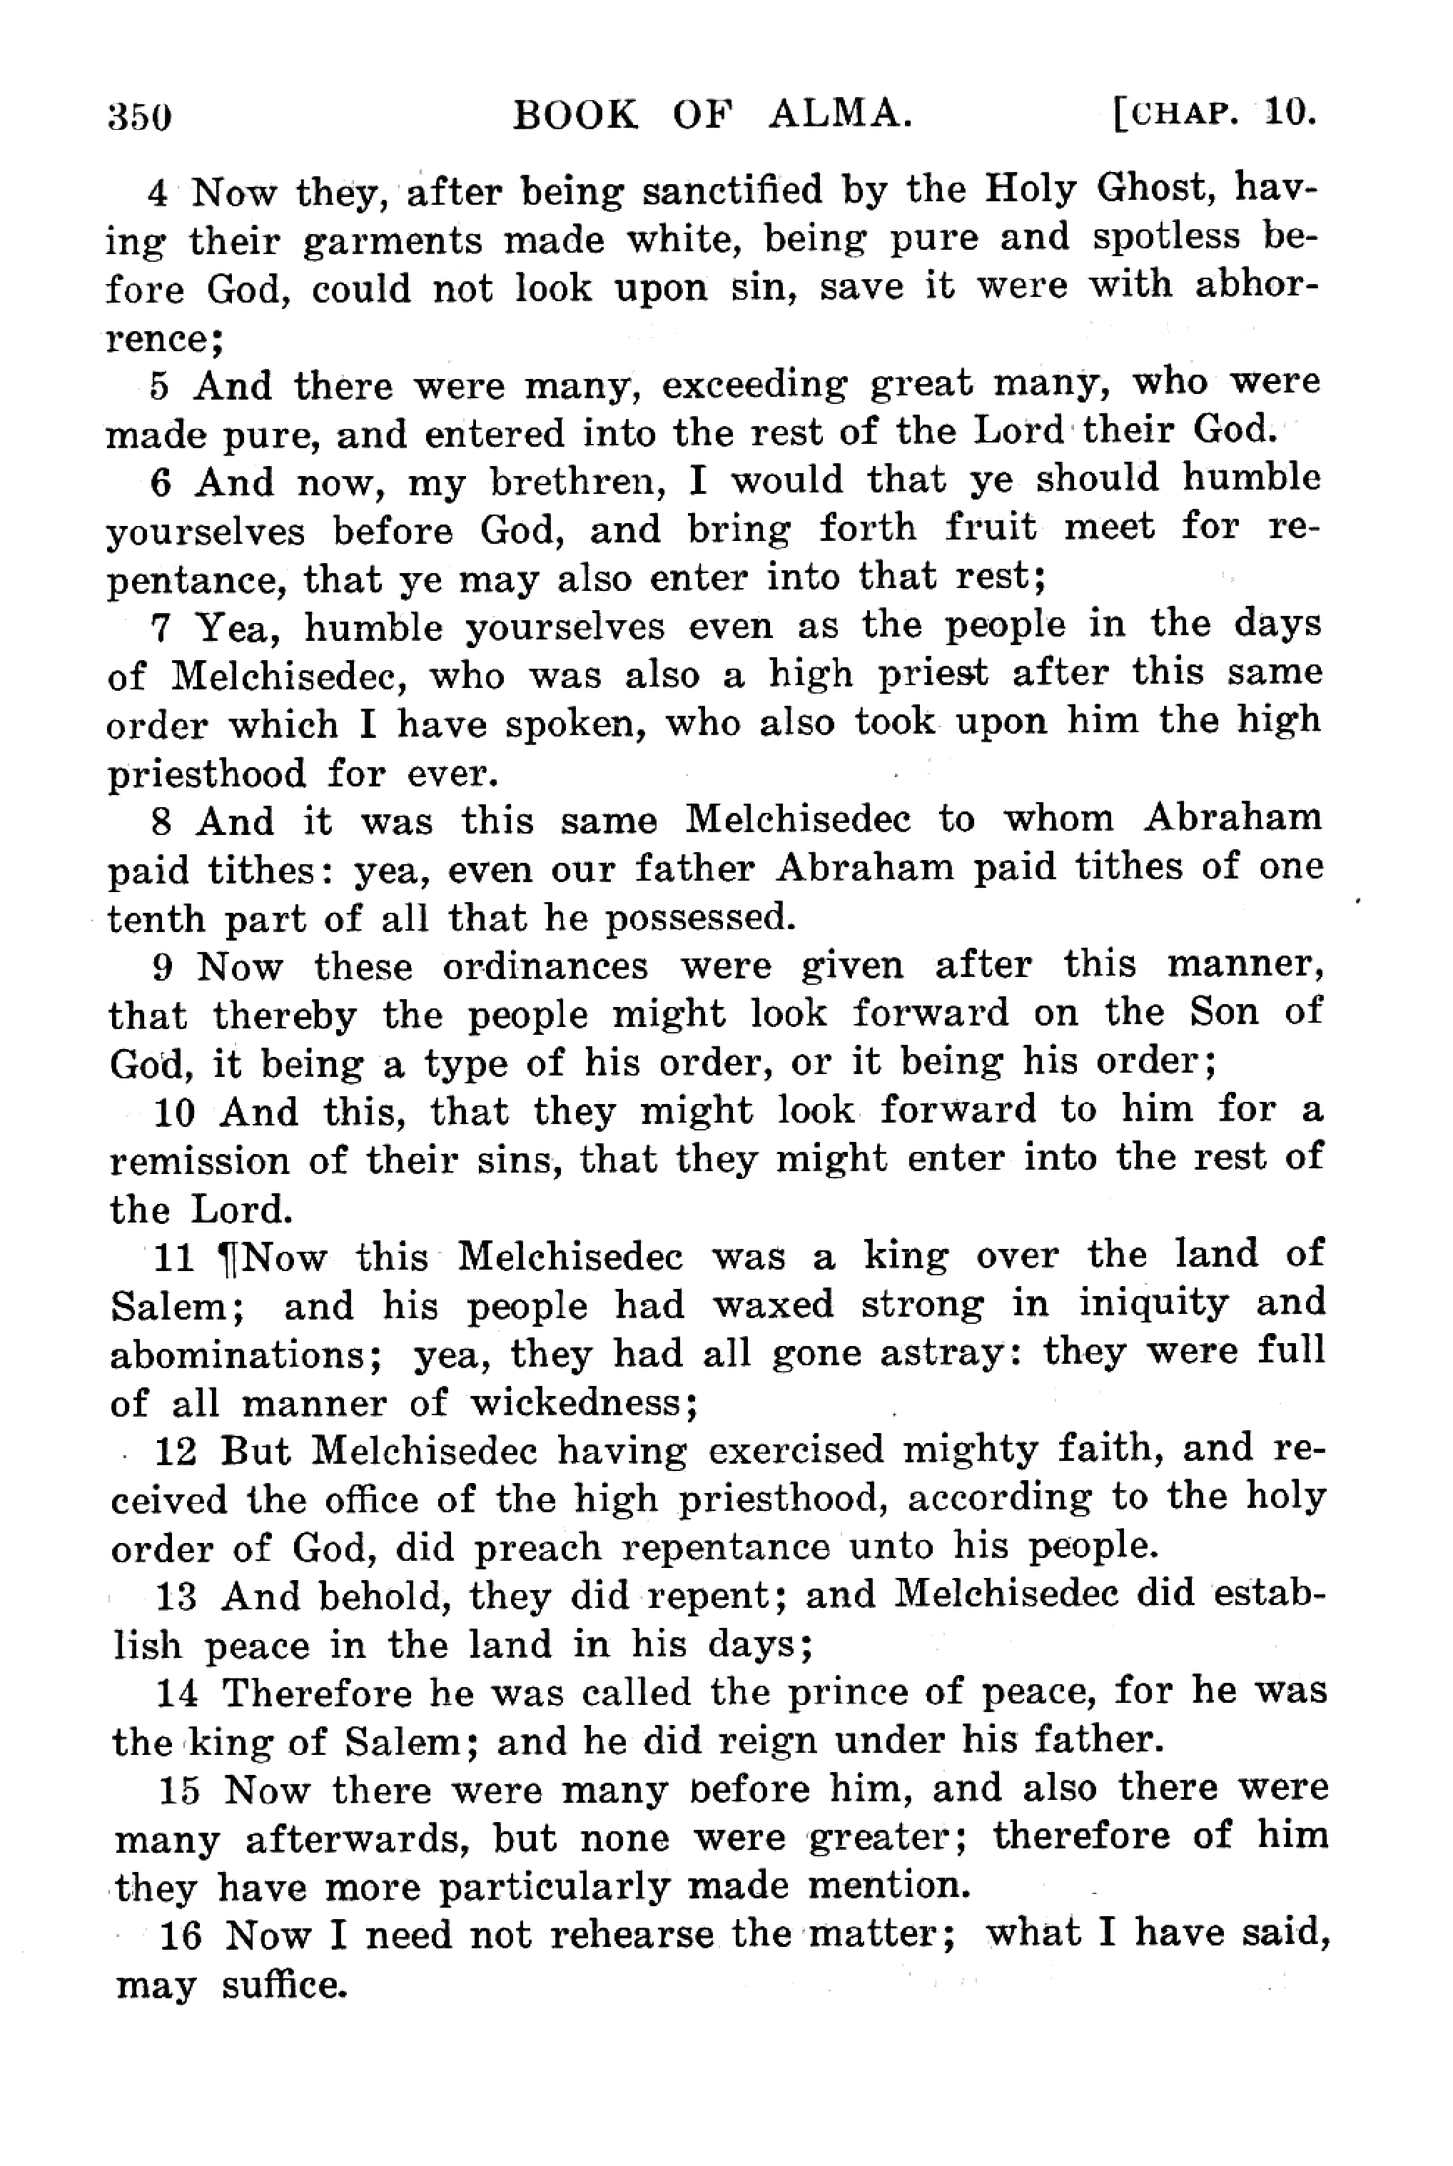 350 BOOK OF ALMA. [CHAP. 10.
4 Now they, after being sanctified by the Holy Ghost, hav-
ing their garments made white, being pure and spotless be-
fore God, could not look upon sin, save it were with abhor-
rence;
5 And there were many, exceeding great many, who were
made pure, and entered into the rest of the Lord their God.
6 And now, my brethren, I would that ye should humble
yourselves before God, and bring forth fruit meet for re-
pentance, that ye may also enter into that rest;
7 Yea, humble yourselves even as the people in the days
of Melchisedec, who was also a high priest after this same
order which I have spoken, who also took upon him the high
priesthood for ever.
8 And it was this same Melchisedec to whom Abraham
paid tithes: yea, even our father Abraham paid tithes of one
tenth part of all that he possessed.
9 Now these ordinances were given after this manner,
that thereby the people might look forward on the Son of
God, it being a type of his order, or it being his order;
10 And this, that they might look forward to him for a
remission of their sins, that they might enter into the rest of
the Lord.
11 ¶Now this Melchisedec was a king over the land of
Salem; and his people had waxed strong in iniquity and
abominations; yea, they had all gone astray: they were full
of all manner of wickedness;
12 But Melchisedec having exercised mighty faith, and re-
ceived the office of the high priesthood, according to the holy
order of God, did preach repentance unto his people.
13 And behold, they did repent; and Melchisedec did estab-
lish peace in the land in his days;
14 Therefore he was called the prince of peace, for he was
the king of Salem; and he did reign under his father.
15 Now there were many before him, and also there were
many afterwards, but none were greater; therefore of him
they have more particularly made mention.
16 Now I need not rehearse the matter; what I have said,
may suffice.